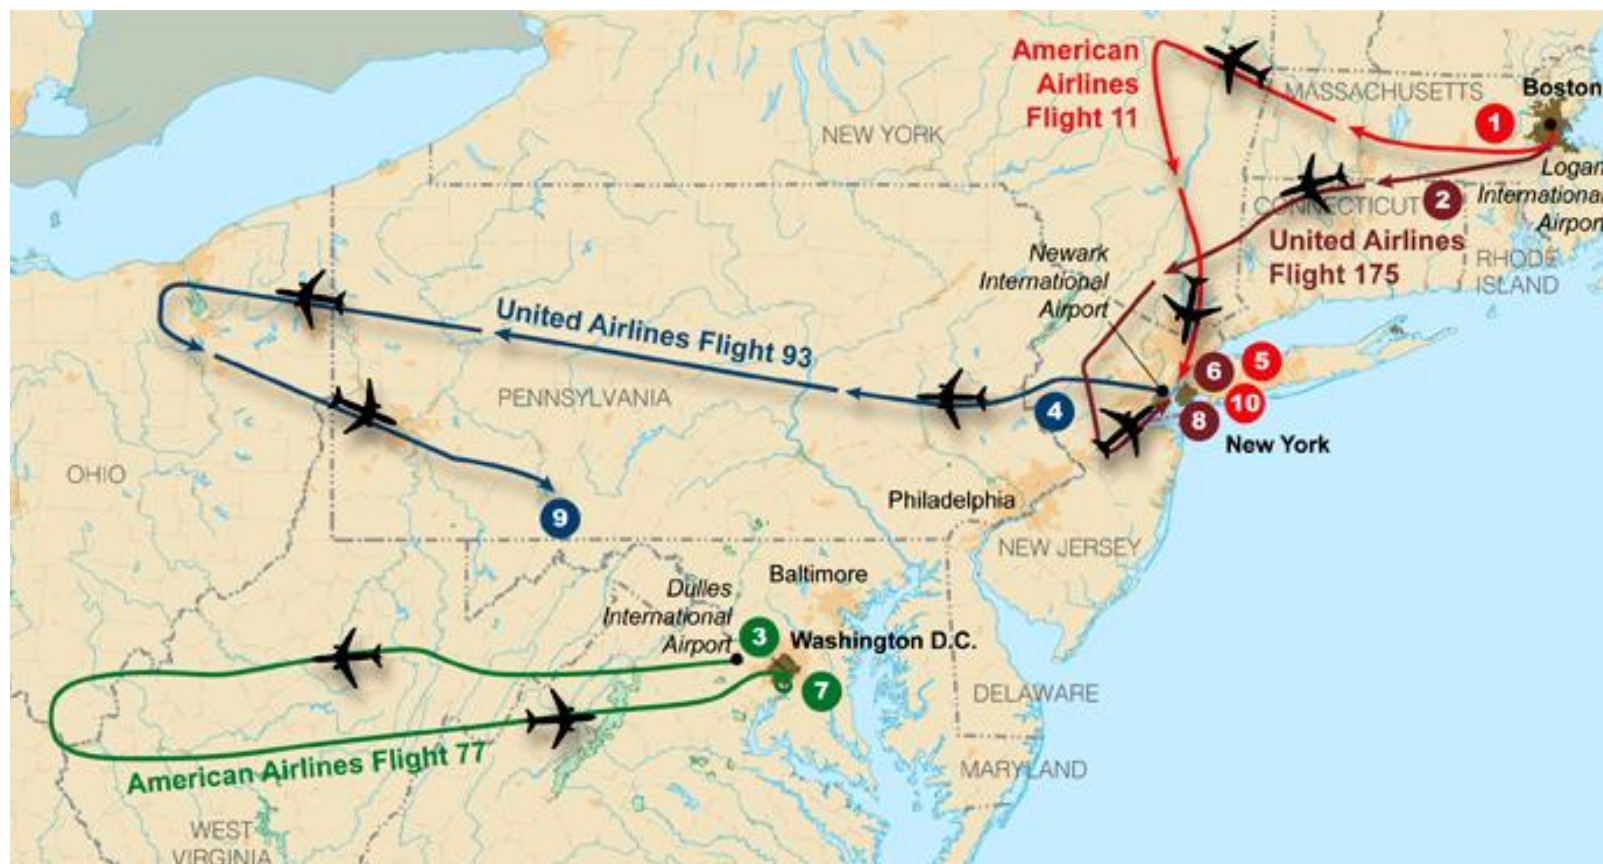 American
Airlines
Flight 11
MASSACHUSETTS
Boston
1
NEW YORK
Logan
International
Airport
2
CONNECTICUT
United Airlines
Flight 175
RHODE
ISLAND
Newark
International
Airport
United Airlines Flight 93
PENNSYLVANIA
4
6
5
10
8
New York
OHIO
9
Philadelphia
NEW JERSEY
Baltimore
Dulles
International
Airport
3
Washington D.C.
7
DELAWARE
American Airlines Flight 77
MARYLAND
WEST
VIRGINIA